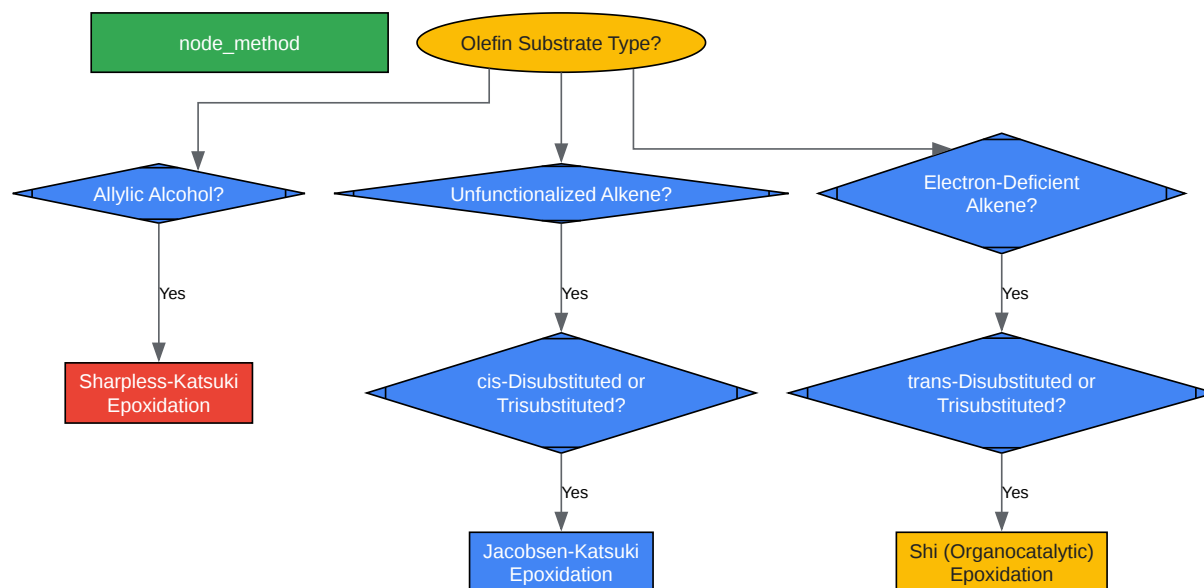 node_method
Olefin Substrate Type?
Allylic Alcohol?
Unfunctionalized Alkene?
Electron-Deficient
Alkene?
Yes
Yes
Yes
Sharpless-Katsuki
Epoxidation
cis-Disubstituted or
Trisubstituted?
trans-Disubstituted or
Trisubstituted?
Yes
Yes
Jacobsen-Katsuki
Epoxidation
Shi (Organocatalytic)
Epoxidation